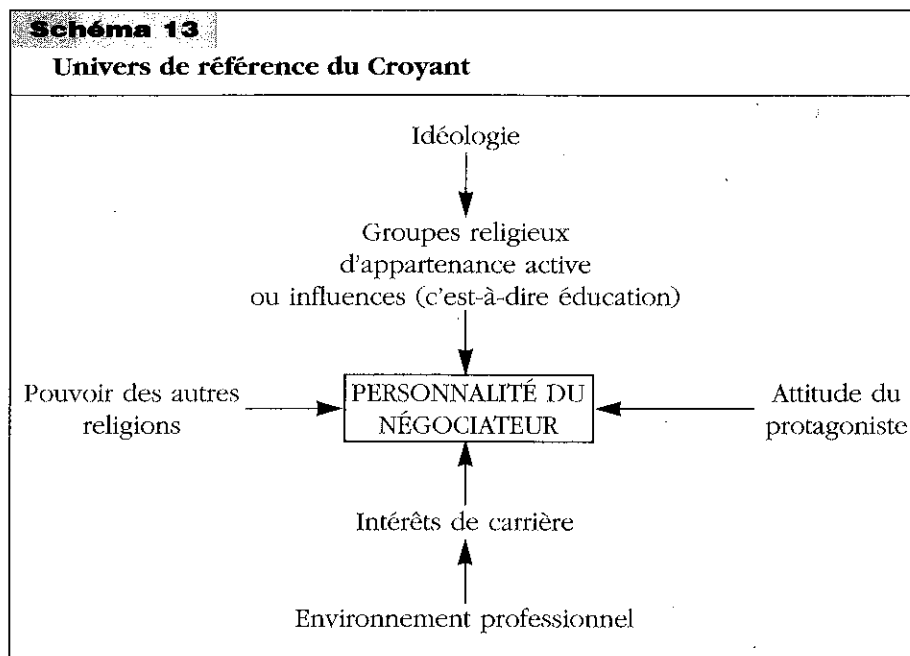 Schéma 13
Univers de référence du Croyant
Idéologie
Groupes religieux
d'appartenance active
ou influences (c'est-à-dire éducation)
Pouvoir des autres
religions
PERSONNALITÉ DU
NÉGOCIATEUR
Attitude du
protagoniste
Intérêts de carrière
Environnement professionnel